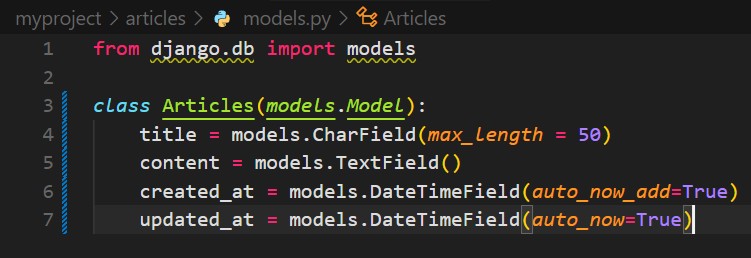 myproject > articles > models.py > Articles
1 from django.db import models
2
3 class Articles(models.Model):
4     title = models.CharField(max_length = 50)
5     content = models.TextField()
6     created_at = models.DateTimeField(auto_now_add=True)
7     updated_at = models.DateTimeField(auto_now=True)